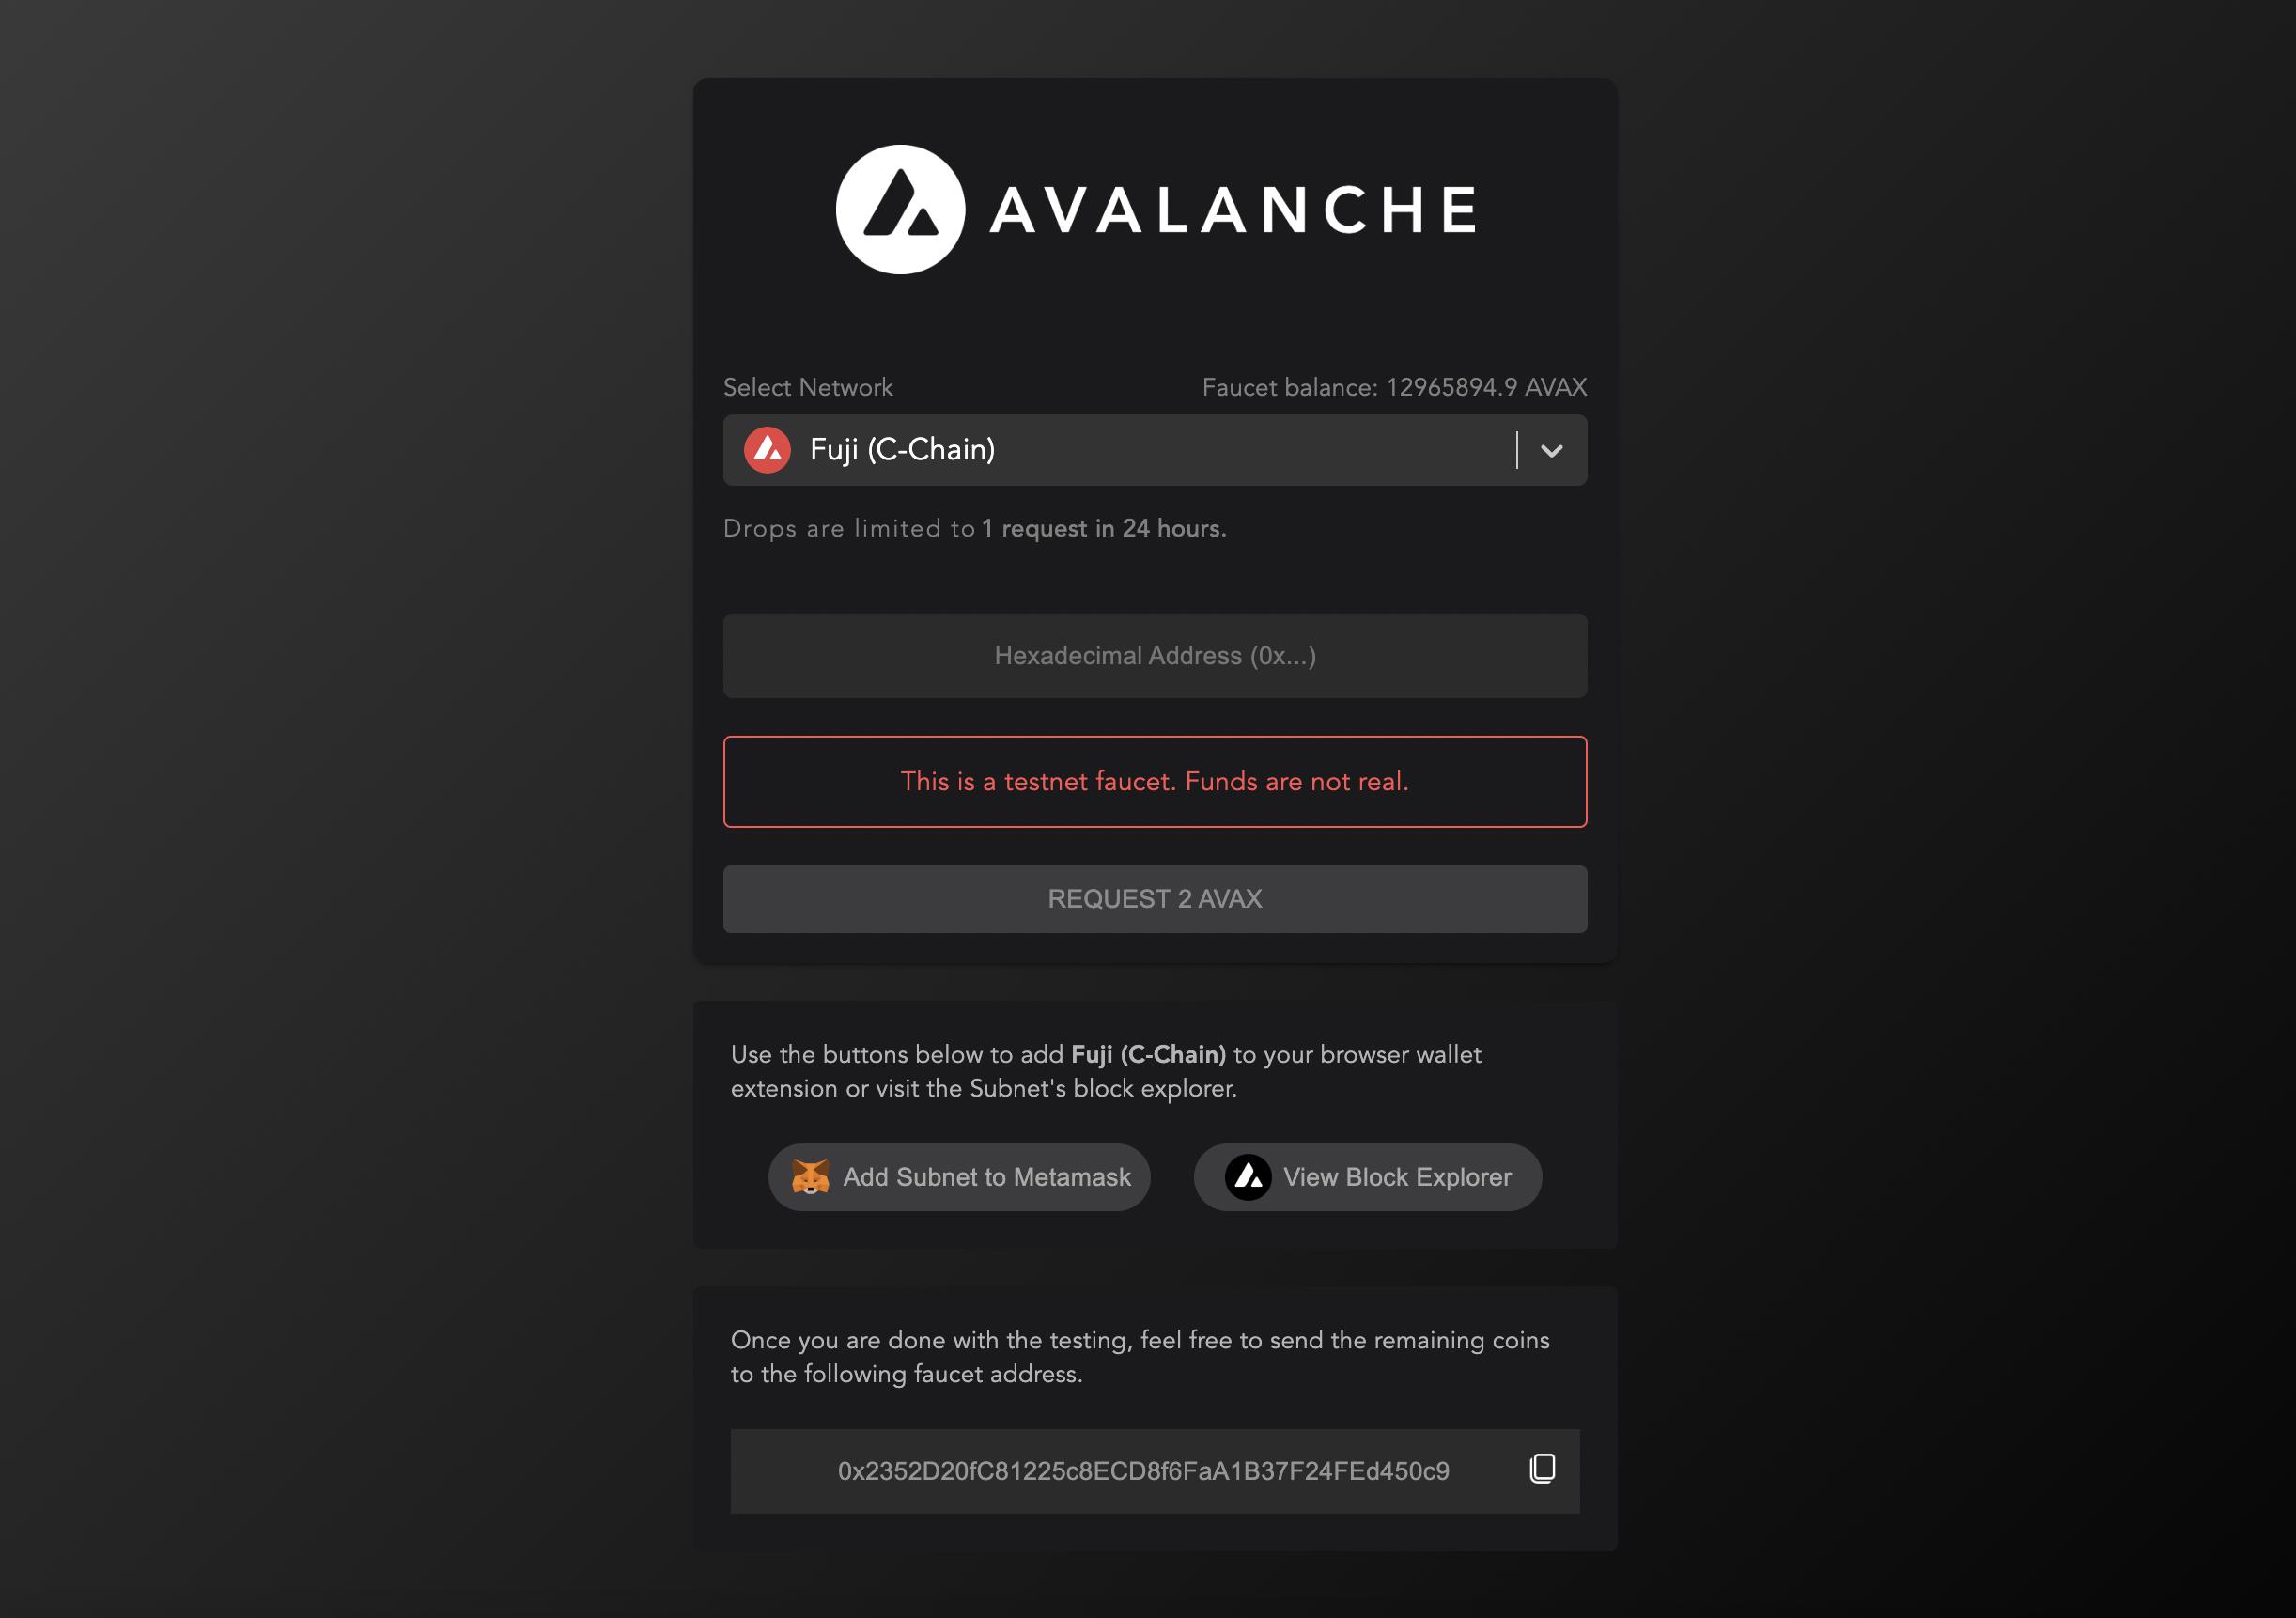 AVALANCHE
Select Network
Faucet balance: 12965894.9 AVAX
Fuji (C-Chain)
Drops are limited to 1 request in 24 hours.
Hexadecimal Address (0x...)
This is a testnet faucet. Funds are not real.
REQUEST 2 AVAX
Use the buttons below to add Fuji (C-Chain) to your browser wallet
extension or visit the Subnet's block explorer.
Add Subnet to Metamask
View Block Explorer
Once you are done with the testing, feel free to send the remaining coins
to the following faucet address.
0x2352D20fC81225c8ECD8f6FaA1B37F24FEd450c9